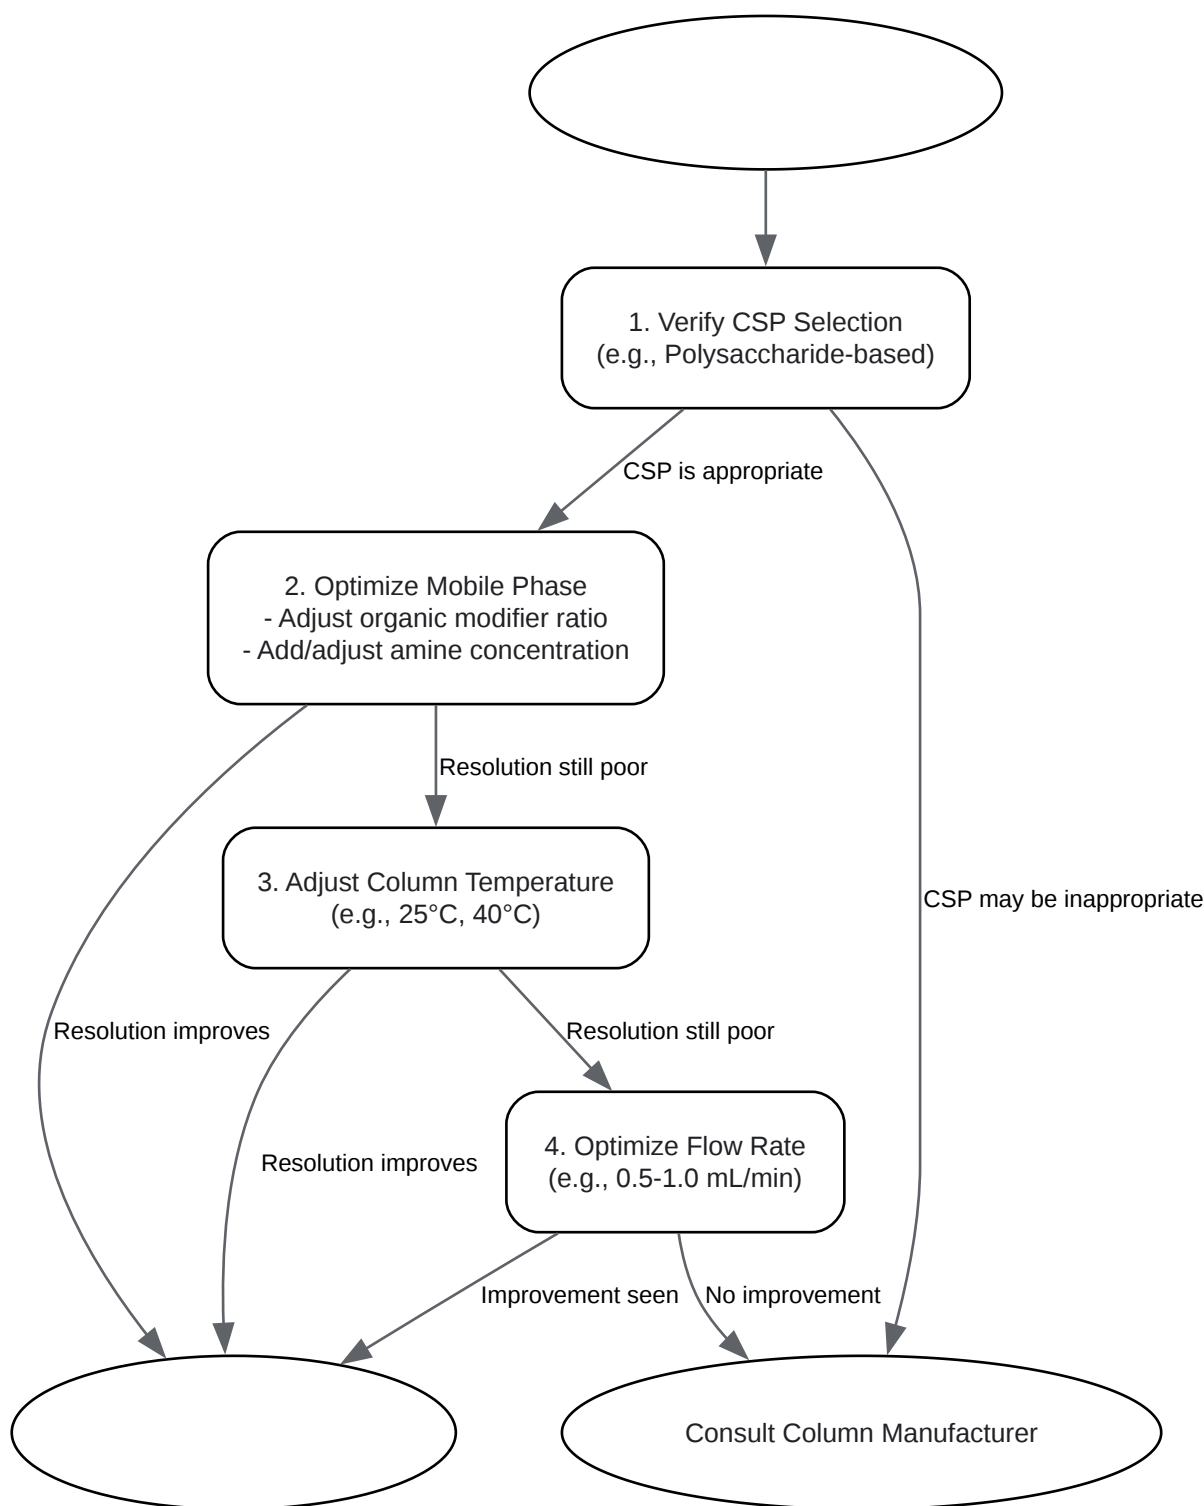 1. Verify CSP Selection
(e.g., Polysaccharide-based)
CSP is appropriate
2. Optimize Mobile Phase
- Adjust organic modifier ratio
- Add/adjust amine concentration
Resolution still poor
3. Adjust Column Temperature
(e.g., 25°C, 40°C)
CSP may be inappropriate
Resolution improves
Resolution still poor
4. Optimize Flow Rate
(e.g., 0.5-1.0 mL/min)
Resolution improves
Improvement seen
No improvement
Consult Column Manufacturer